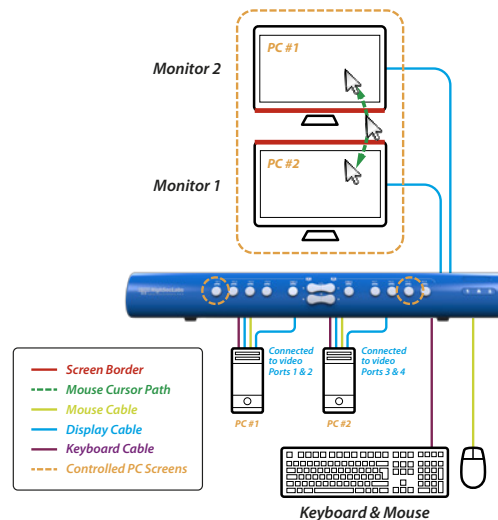 PC #1
Monitor 2
PC #2
Monitor 1
Connected
to video
Ports 1 & 2
Connected
to video
Ports 3 & 4
PC #1
PC #2
Screen Border
Mouse Cursor Path
Mouse Cable
Display Cable
Keyboard Cable
Controlled PC Screens
Keyboard & Mouse